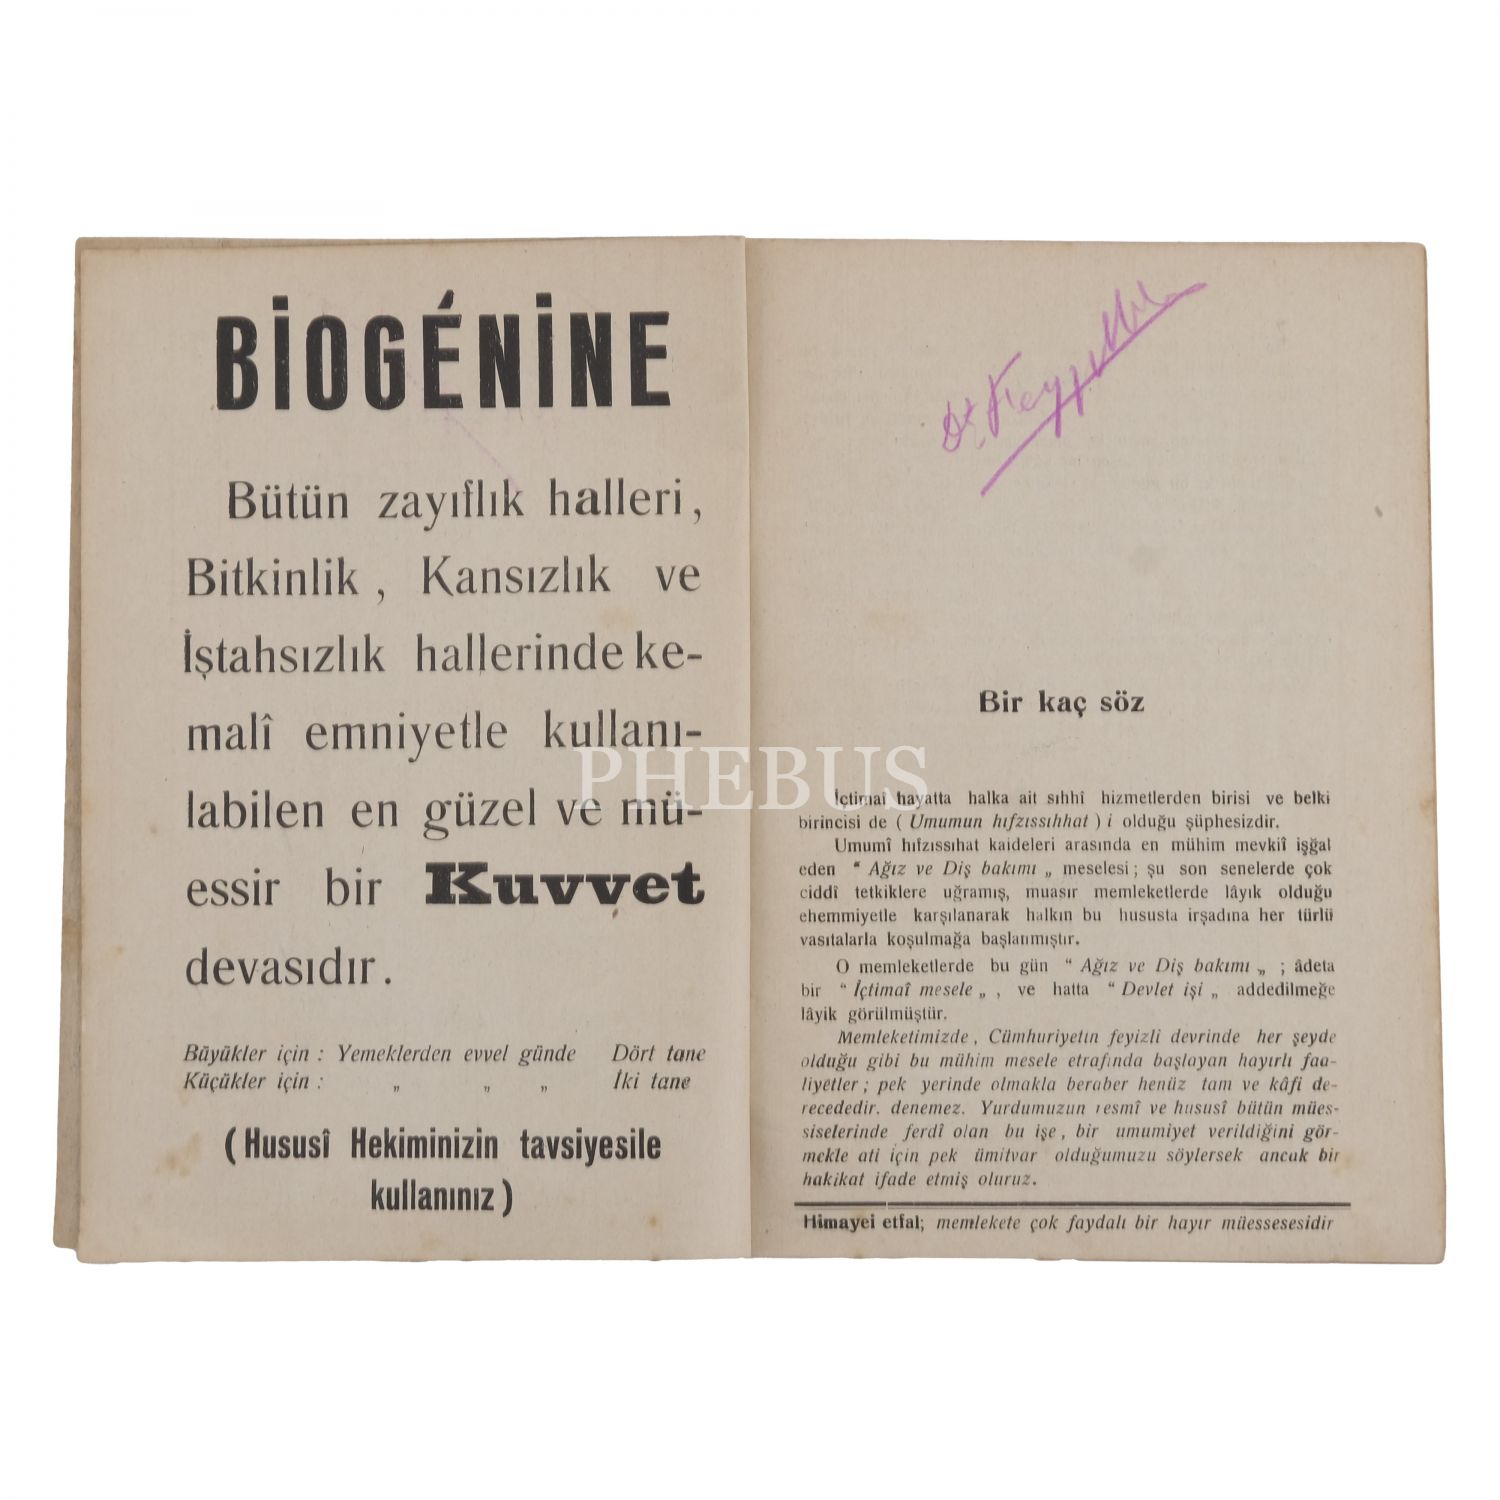 BİOGÉNİNE
Bütün zayıflık halleri,
Bitkinlik, Kansızlık ve
İştahsızlık hallerinde ke-
malî emniyetle kullanı-
labilen en güzel ve mü-
essir bir Kuvvet
devasıdır.
Büyükler için : Yemeklerden evvel günde Dört tane
Küçükler için : „ „ „ İki tane
(Hususî Hekiminizin tavsiyesile
kullanınız)
Dr. Feyzullah
Bir kaç söz
İçtimaî hayatta halka ait sıhhî hizmetlerden birisi ve belki
birincisi de ( Umumun hıfzıssıhhat ) i olduğu şüphesizdir.
Umumî hıfzıssıhat kaideleri arasında en mühim mevkiî işğal
eden “ Ağız ve Diş bakımı „ meselesi ; şu son senelerde çok
ciddî tetkiklere uğramış, muasır memleketlerde lâyık olduğu
ehemmiyetle karşılanarak halkın bu hususta irşadına her türlü
vasıtalarla koşulmağa başlanmıştır.
O memleketlerde bu gün “ Ağız ve Diş bakımı „ ; âdeta
bir “ İçtimaî mesele „ , ve hatta “ Devlet işi „ addedilmeğe
lâyik görülmüştür.
Memleketimizde, Cümhuriyetin feyizli devrinde her şeyde
olduğu gibi bu mühim mesele etrafında başlayan hayırlı faa-
liyetler ; pek yerinde olmakla beraber henüz tam ve kâfi de-
recededir. denemez. Yurdumuzun resmî ve hususî bütün mües-
siselerinde ferdî olan bu işe, bir umumiyet verildiğini gör-
mekle ati için pek ümitvar olduğumuzu söylersek ancak bir
hakikat ifade etmiş oluruz.
Himayei etfal; memlekete çok faydalı bir hayır müessesesidir
PHEBUS